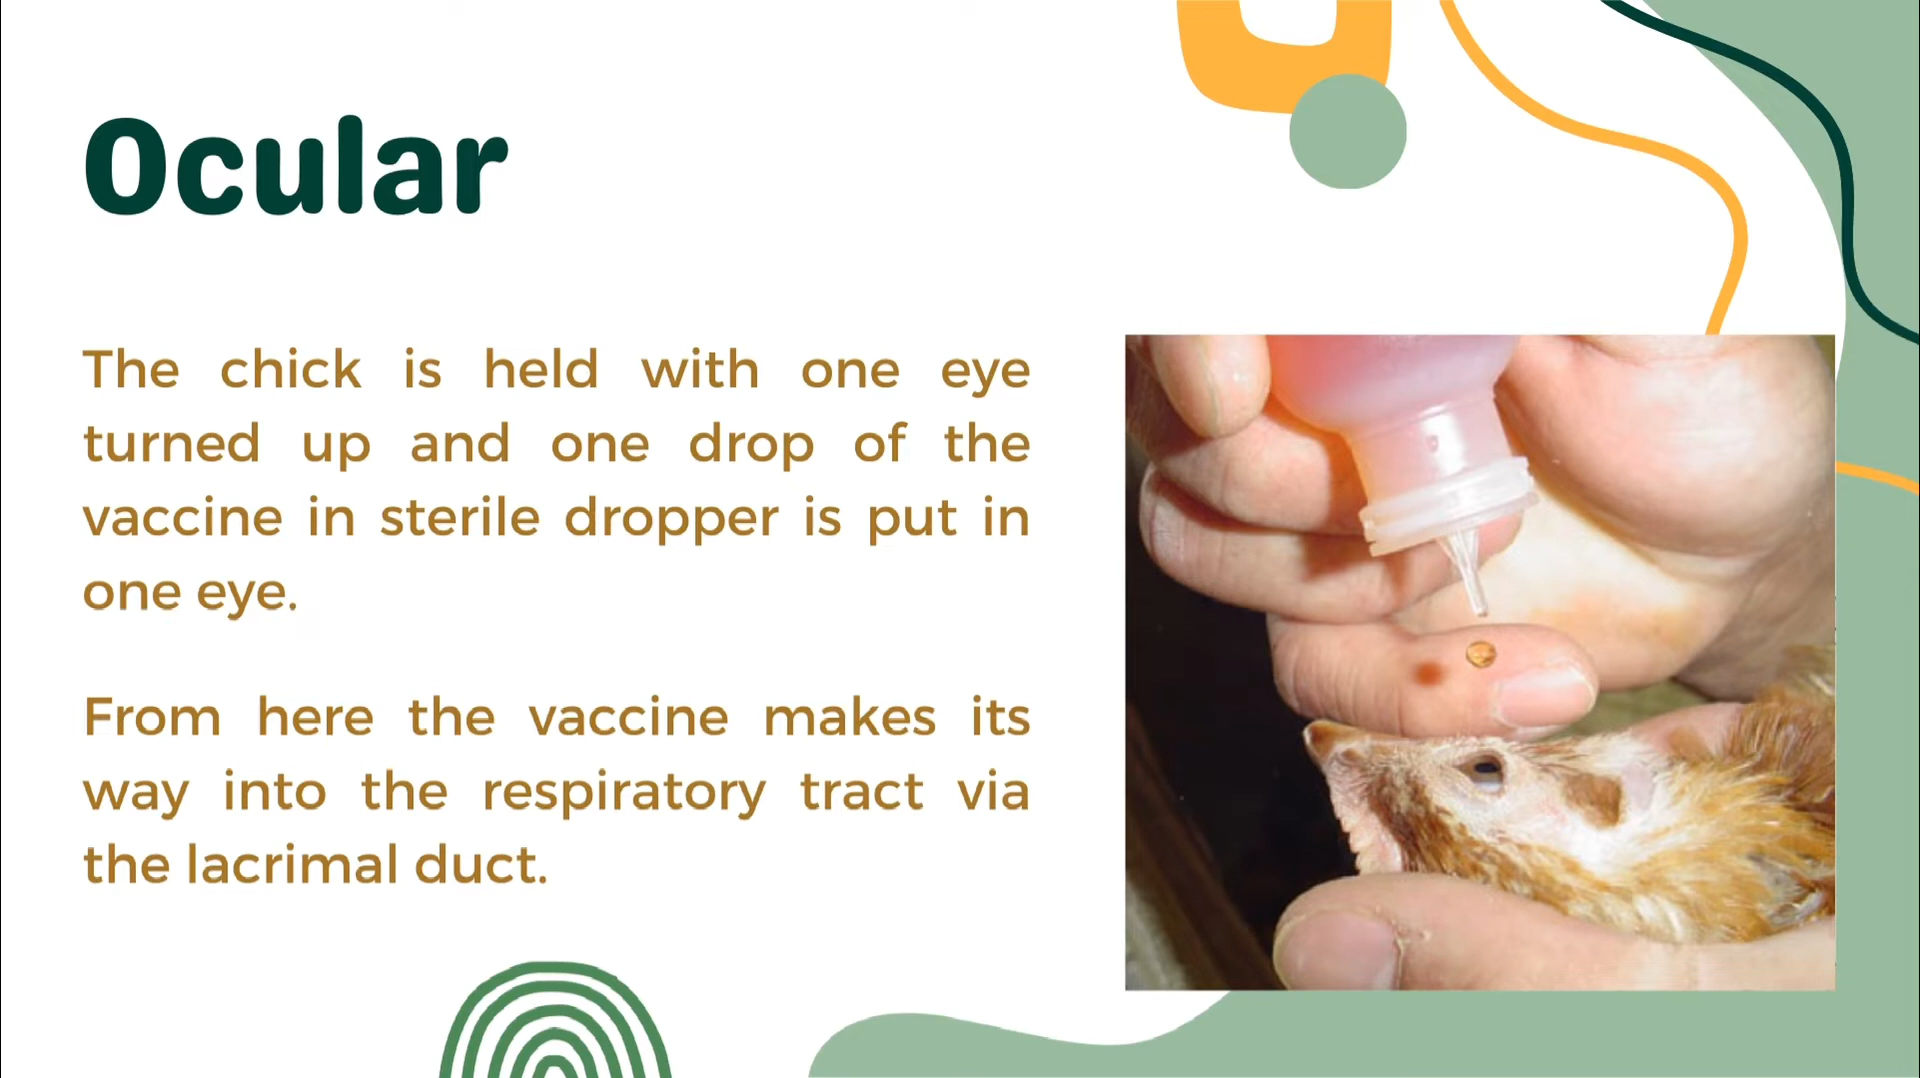 Ocular
The chick is held with one eye
turned up and one drop of the
vaccine in sterile dropper is put in
one eye.
From here the vaccine makes its
way into the respiratory tract via
the lacrimal duct.